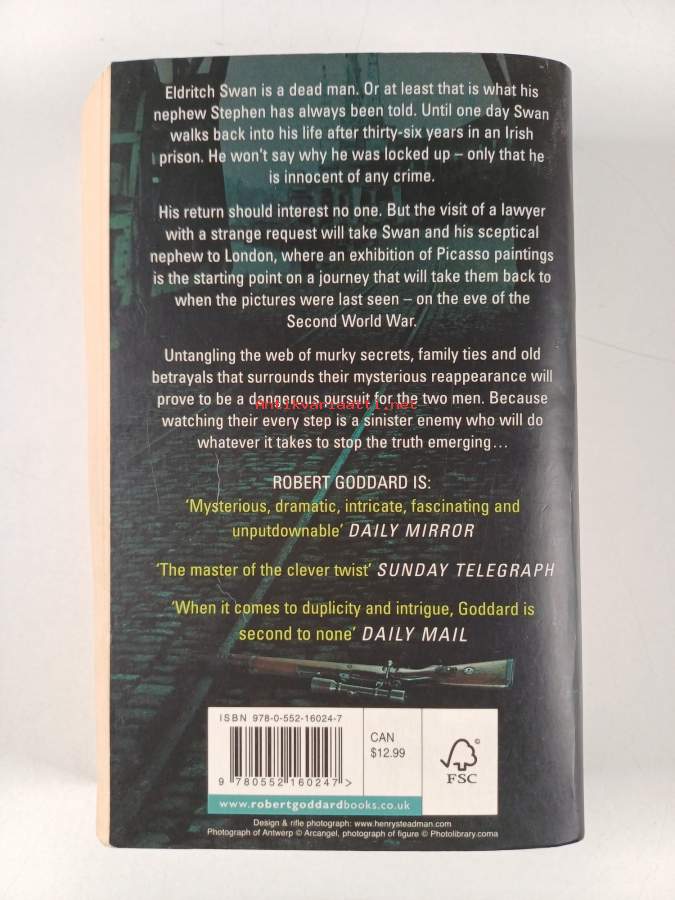 Eldritch Swan is a dead man. Or at least that is what his
nephew Stephen has always been told. Until one day Swan
walks back into his life after thirty-six years in an Irish
prison. He won't say why he was locked up – only that he
is innocent of any crime.
His return should interest no one. But the visit of a lawyer
with a strange request will take Swan and his sceptical
nephew to London, where an exhibition of Picasso paintings
is the starting point on a journey that will take them back to
when the pictures were last seen – on the eve of the
Second World War.
Untangling the web of murky secrets, family ties and old
betrayals that surrounds their mysterious reappearance will
prove to be a dangerous pursuit for the two men. Because
Antikvariaatti.net
watching their every step is a sinister enemy who will do
whatever it takes to stop the truth emerging...
ROBERT GODDARD IS:
'Mysterious, dramatic, intricate, fascinating and
unputdownable' DAILY MIRROR
'The master of the clever twist' SUNDAY TELEGRAPH
'When it comes to duplicity and intrigue, Goddard is
second to none' DAILY MAIL
ISBN 978-0-552-16024-7
CAN
$12.99
9 780552 160247 >
© FSC
www.robertgoddardbooks.co.uk
Design & rifle photograph: www.henrysteadman.com
Photograph of Antwerp © Arcangel, photograph of figure © Photolibrary.coma